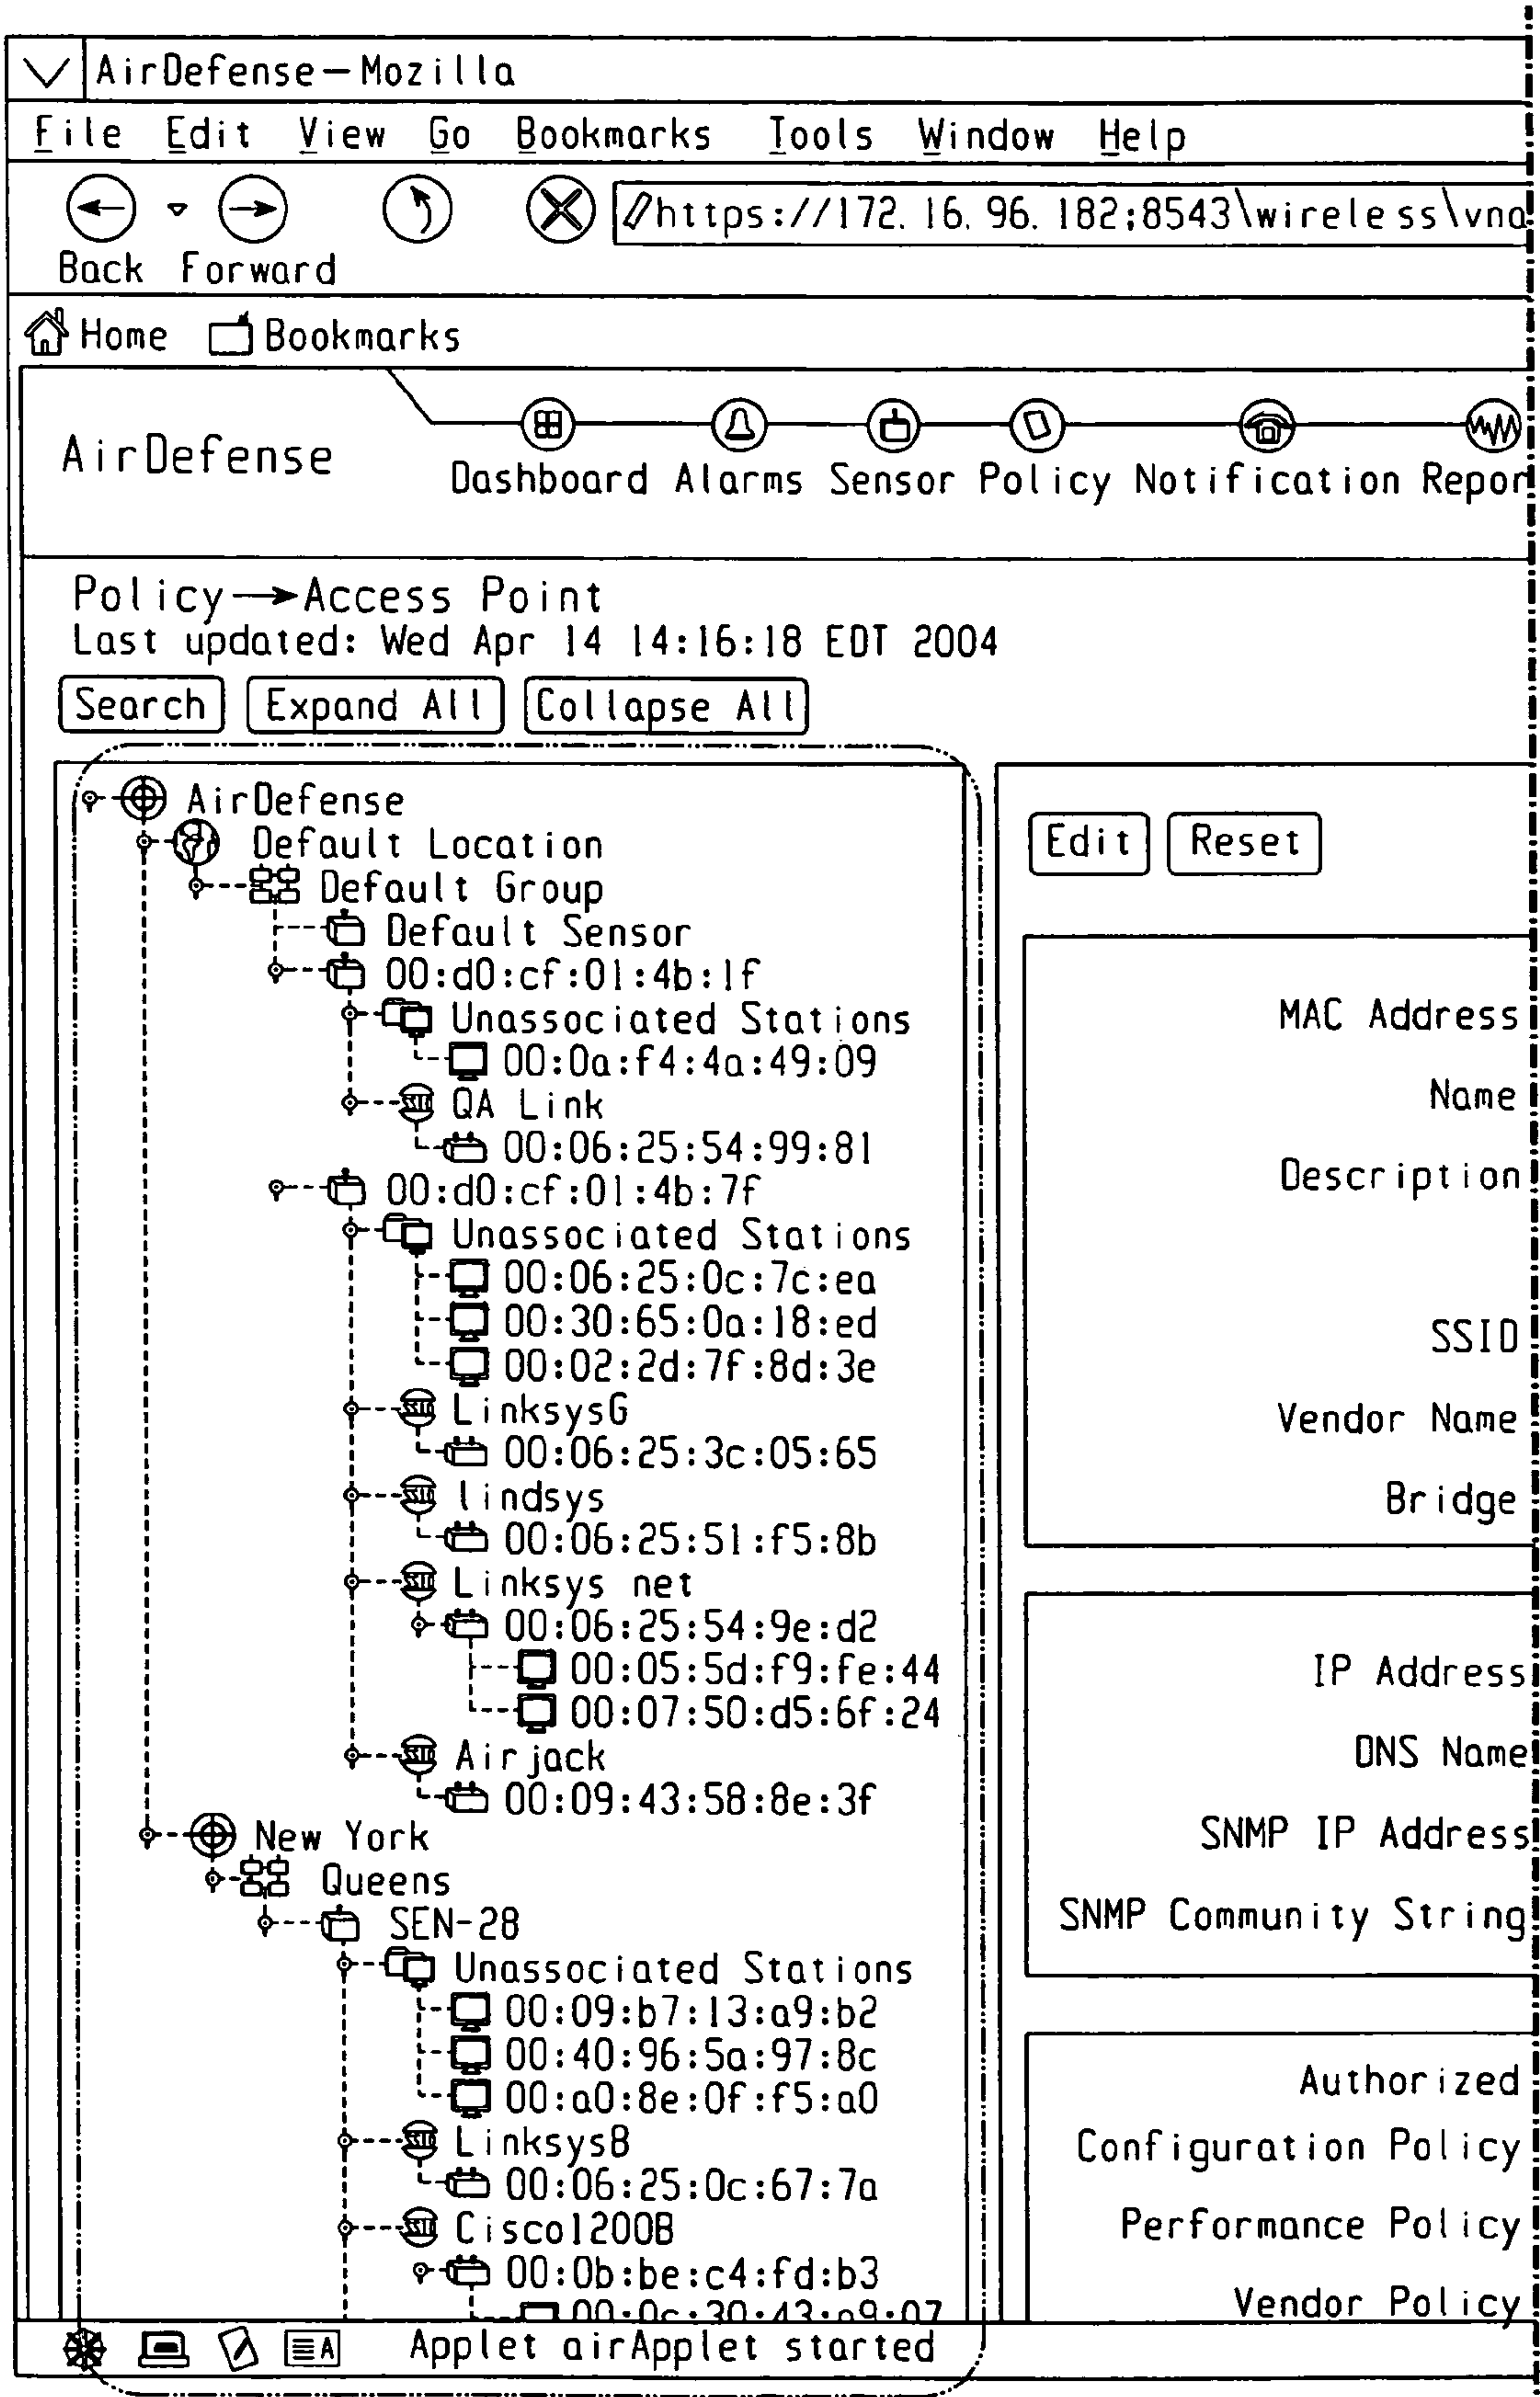 AirDefense—Mozilla
File Edit View Go Bookmarks Tools Window Help
https://172.16.96.182;8543\wireless\vna
Back Forward
Home Bookmarks
AirDefense
Dashboard Alarms Sensor Policy Notification Repor
Policy→Access Point
Last updated: Wed Apr 14 14:16:18 EDT 2004
Search Expand All Collapse All
AirDefense
Default Location
Default Group
Default Sensor
00:d0:cf:01:4b:1f
Unassociated Stations
00:0a:f4:4a:49:09
QA Link
00:06:25:54:99:81
00:d0:cf:01:4b:7f
Unassociated Stations
00:06:25:0c:7c:ea
00:30:65:0a:18:ed
00:02:2d:7f:8d:3e
LinksysG
00:06:25:3c:05:65
lindsys
00:06:25:51:f5:8b
Linksys net
00:06:25:54:9e:d2
00:05:5d:f9:fe:44
00:07:50:d5:6f:24
Airjack
00:09:43:58:8e:3f
New York
Queens
SEN-28
Unassociated Stations
00:09:b7:13:a9:b2
00:40:96:5a:97:8c
00:a0:8e:0f:f5:a0
LinksysB
00:06:25:0c:67:7a
Cisco1200B
00:0b:be:c4:fd:b3
00:0c:30:43:a9:07
Edit Reset
MAC Address
Name
Description
SSID
Vendor Name
Bridge
IP Address
DNS Name
SNMP IP Address
SNMP Community String
Authorized
Configuration Policy
Performance Policy
Vendor Policy
A
Applet airApplet started